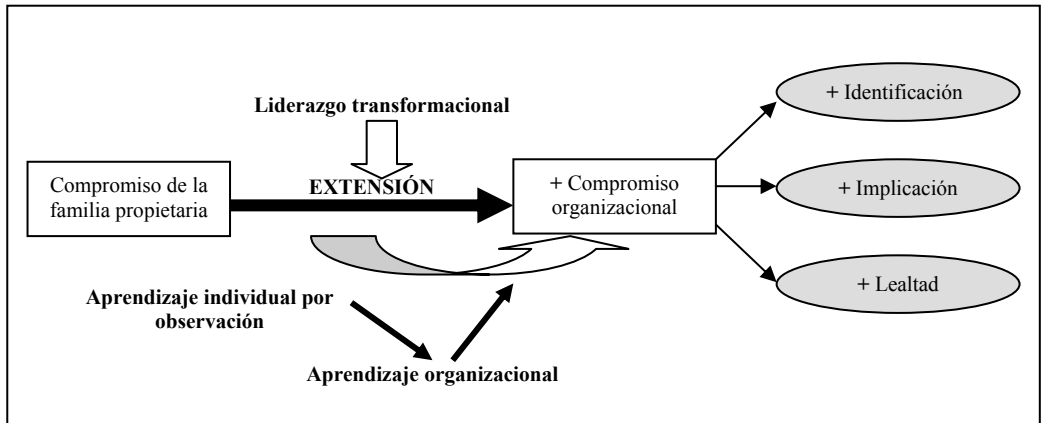 Liderazgo transformacional
EXTENSIÓN
Compromiso de la
familia propietaria
+ Compromiso
organizacional
+ Identificación
+ Implicación
+ Lealtad
Aprendizaje individual por
observación
Aprendizaje organizacional